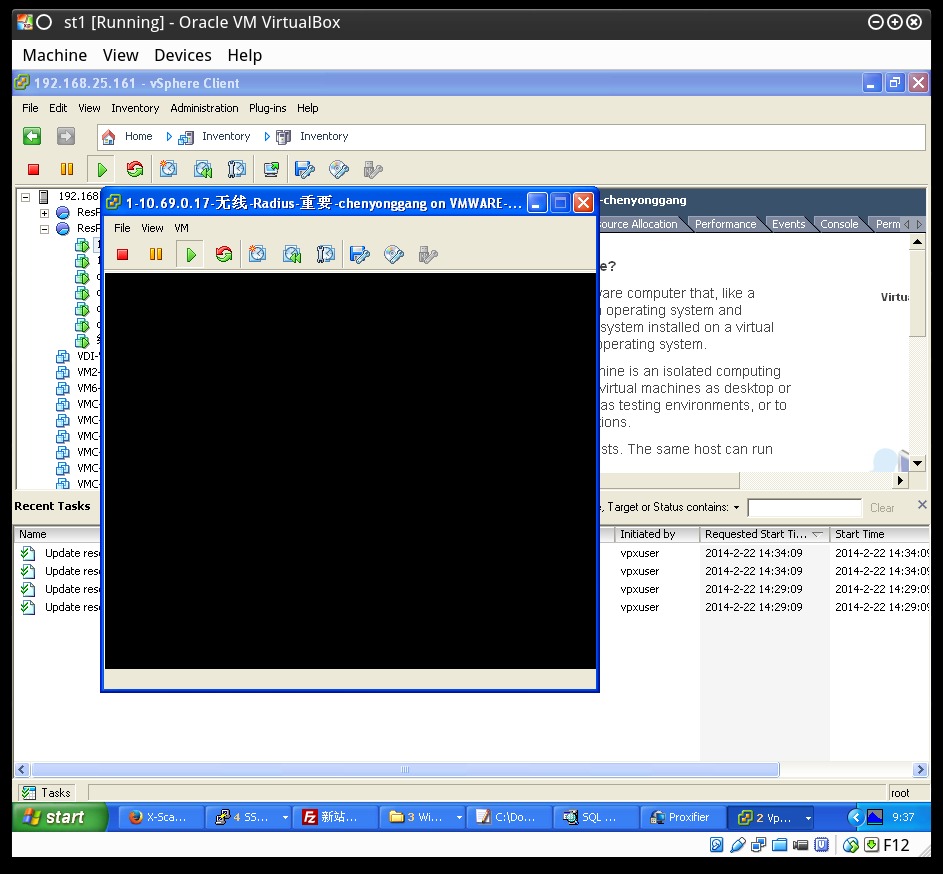 st1 [Running] - Oracle VM VirtualBox
Machine View Devices Help
192.168.25.161 - vSphere Client
File Edit View Inventory Administration Plug-ins Help
Home Inventory Inventory
192.168
ResP
ResP
VDI-
VM2-
VM6-
VMC-
VMC-
VMC-
VMC-
VMC-
VMC-
1-10.69.0.17-无线-Radius-重要-chenyonggang on VMWARE-...
File View VM
-chenyonggang
source Allocation Performance Events Console Perm
e?
ware computer that, like a
operating system and
system installed on a virtual
operating system.
hine is an isolated computing
virtual machines as desktop or
as testing environments, or to
tions.
sts. The same host can run
Virtua
Recent Tasks
, Target or Status contains: Clear
Name Initiated by Requested Start Ti... Start Time
Update res vpxuser 2014-2-22 14:34:09 2014-2-22 14:34:09
Update res vpxuser 2014-2-22 14:34:09 2014-2-22 14:34:09
Update res vpxuser 2014-2-22 14:29:09 2014-2-22 14:29:09
Update res vpxuser 2014-2-22 14:29:09 2014-2-22 14:29:09
Tasks root
start X-Sca... 4 SS... 新站... 3 Wi... C:\Do... SQL ... Proxifier 2 Vp... 9:37
F12